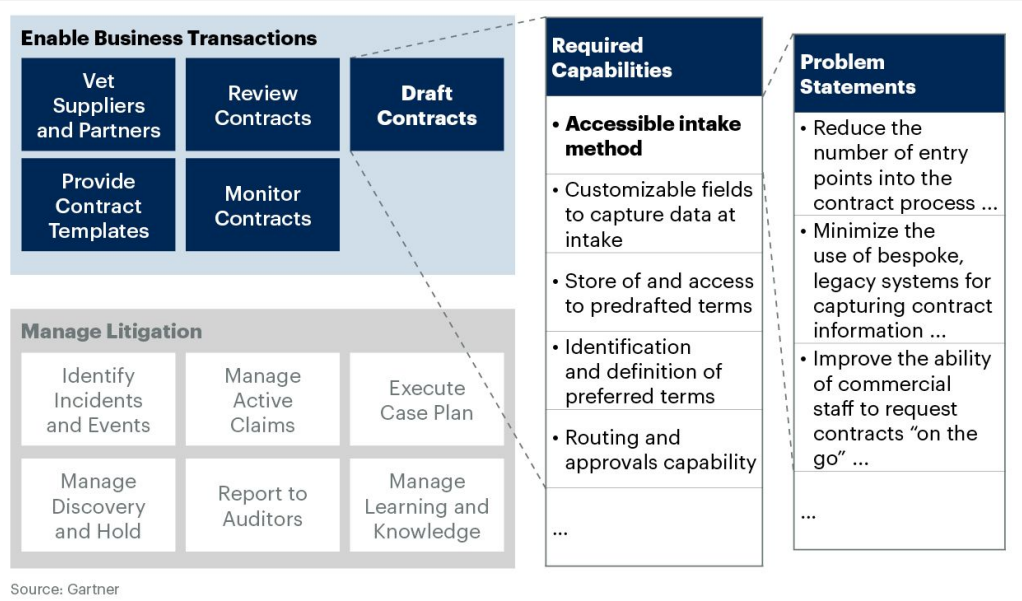 Enable Business Transactions
Vet
Suppliers
and Partners
Review
Contracts
Draft
Contracts
Provide
Contract
Templates
Monitor
Contracts
Manage Litigation
Identify
Incidents
and Events
Manage
Active
Claims
Execute
Case Plan
Manage
Discovery
and Hold
Report to
Auditors
Manage
Learning and
Knowledge
Required
Capabilities
• Accessible intake
method
• Customizable fields
to capture data at
intake
• Store of and access
to predrafted terms
• Identification
and definition of
preferred terms
• Routing and
approvals capability
...
Problem
Statements
• Reduce the
number of entry
points into the
contract process ...
• Minimize the
use of bespoke,
legacy systems for
capturing contract
information ...
• Improve the ability
of commercial
staff to request
contracts “on the
go” ...
...
Source: Gartner